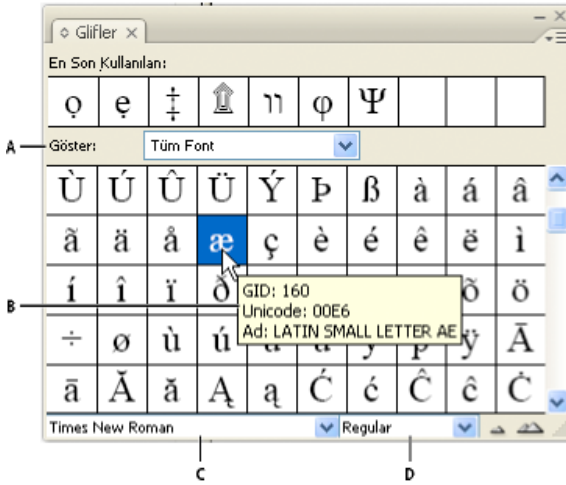 Glifler
En Son Kullanılan:
ọ ẹ ‡ ⇮ װ φ Ψ
A
Göster: Tüm Font
Ù Ú Û Ü Ý Þ ß à á â
ã ä å æ ç è é ê ë ì
í î ï ð õ ö
B
GID: 160
Unicode: 00E6
Ad: LATIN SMALL LETTER AE
÷ ø ù ú ÿ Ā
ā Ă ă Ą ą Ć ć Ĉ ĉ Ċ
Times New Roman Regular
C D